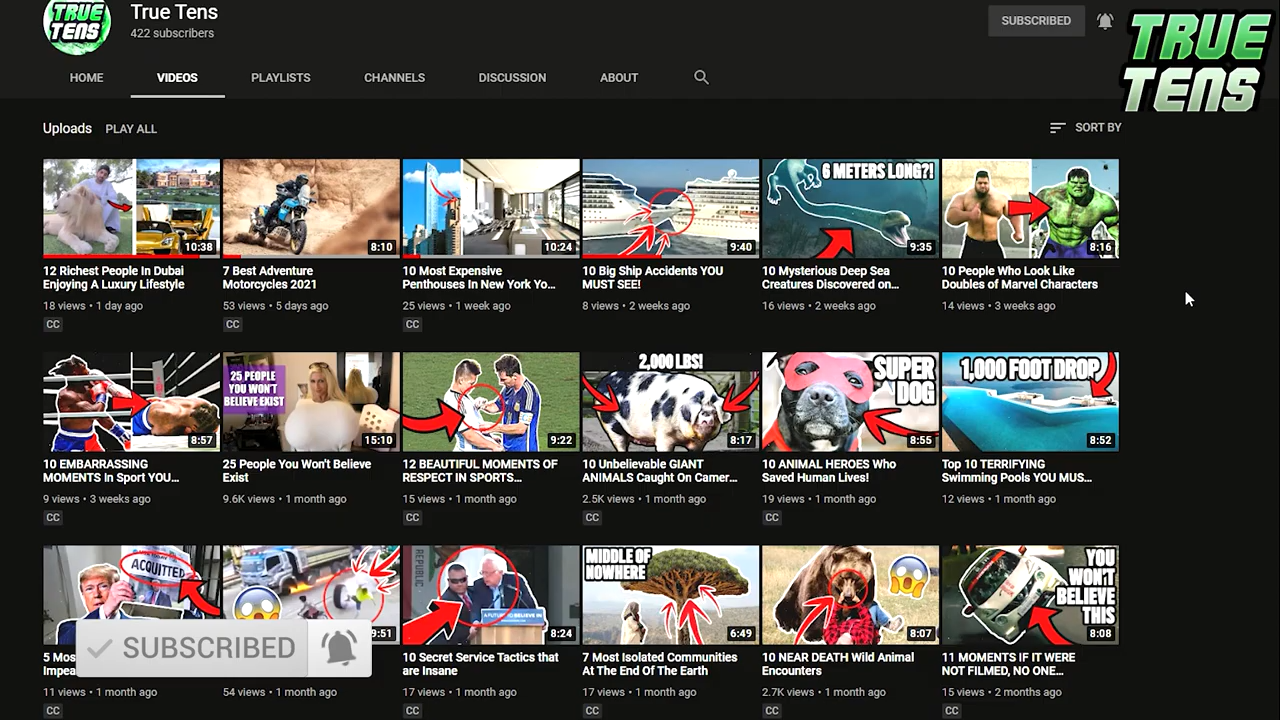 TRUE TENS
True Tens
422 subscribers
SUBSCRIBED
TRUE
TENS
HOME
VIDEOS
PLAYLISTS
CHANNELS
DISCUSSION
ABOUT
Uploads
PLAY ALL
SORT BY
10:38
8:10
10:24
9:40
6 METERS LONG?!
9:35
8:16
12 Richest People In Dubai
Enjoying A Luxury Lifestyle
18 views • 1 day ago
CC
7 Best Adventure
Motorcycles 2021
53 views • 5 days ago
CC
10 Most Expensive
Penthouses In New York Yo...
25 views • 1 week ago
CC
10 Big Ship Accidents YOU
MUST SEE!
8 views • 2 weeks ago
10 Mysterious Deep Sea
Creatures Discovered on...
16 views • 2 weeks ago
10 People Who Look Like
Doubles of Marvel Characters
14 views • 3 weeks ago
8:57
25 PEOPLE
YOU WON'T
BELIEVE EXIST
15:10
9:22
2,000 LBS!
8:17
SUPER
DOG
8:55
1,000 FOOT DROP
8:52
10 EMBARRASSING
MOMENTS In Sport YOU...
9 views • 3 weeks ago
CC
25 People You Won't Believe
Exist
9.6K views • 1 month ago
12 BEAUTIFUL MOMENTS OF
RESPECT IN SPORTS...
15 views • 1 month ago
CC
10 Unbelievable GIANT
ANIMALS Caught On Camer...
2.5K views • 1 month ago
CC
10 ANIMAL HEROES Who
Saved Human Lives!
19 views • 1 month ago
CC
Top 10 TERRIFYING
Swimming Pools YOU MUS...
12 views • 1 month ago
ACQUITTED
9:51
REPUBLIC
A FUTURE TO BELIEVE IN
8:24
MIDDLE OF
NOWHERE
6:49
8:07
YOU
WON'T
BELIEVE
THIS
8:08
SUBSCRIBED
5 Mos
Impea
11 views • 1 month ago
CC
54 views • 1 month ago
10 Secret Service Tactics that
are Insane
17 views • 1 month ago
CC
7 Most Isolated Communities
At The End Of The Earth
17 views • 1 month ago
CC
10 NEAR DEATH Wild Animal
Encounters
2.7K views • 1 month ago
CC
11 MOMENTS IF IT WERE
NOT FILMED, NO ONE...
15 views • 2 months ago
CC